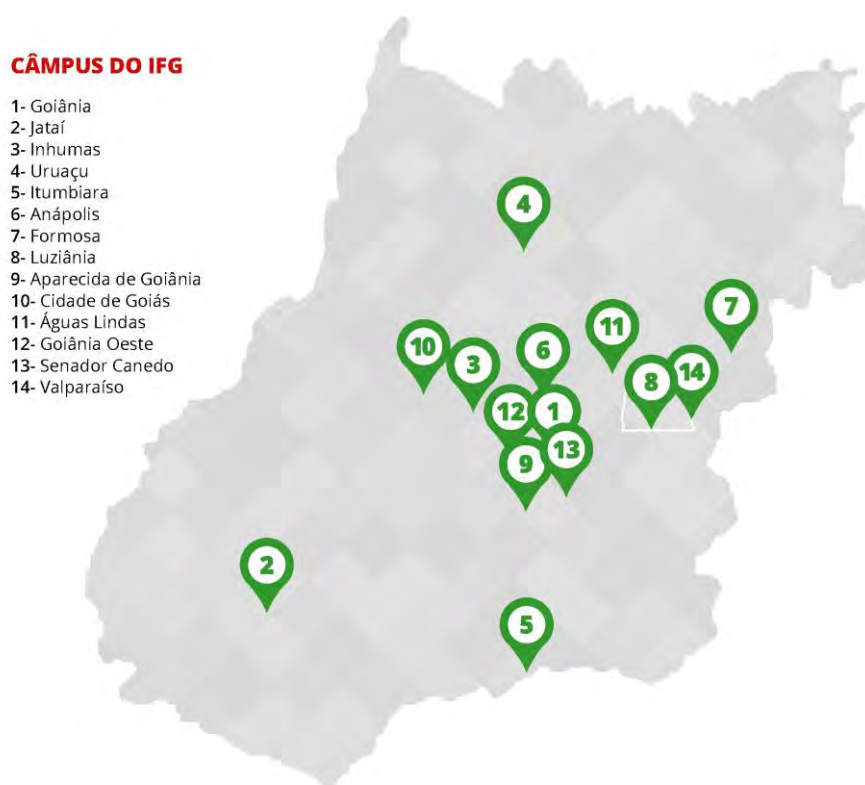 CÂMPUS DO IFG
1- Goiânia
2- Jataí
3- Inhumas
4- Uruaçu
5- Itumbiara
6- Anápolis
7- Formosa
8- Luziânia
9- Aparecida de Goiânia
10- Cidade de Goiás
11- Águas Lindas
12- Goiânia Oeste
13- Senador Canedo
14- Valparaíso
4
7
11
10
6
3
14
8
12
1
13
9
2
5